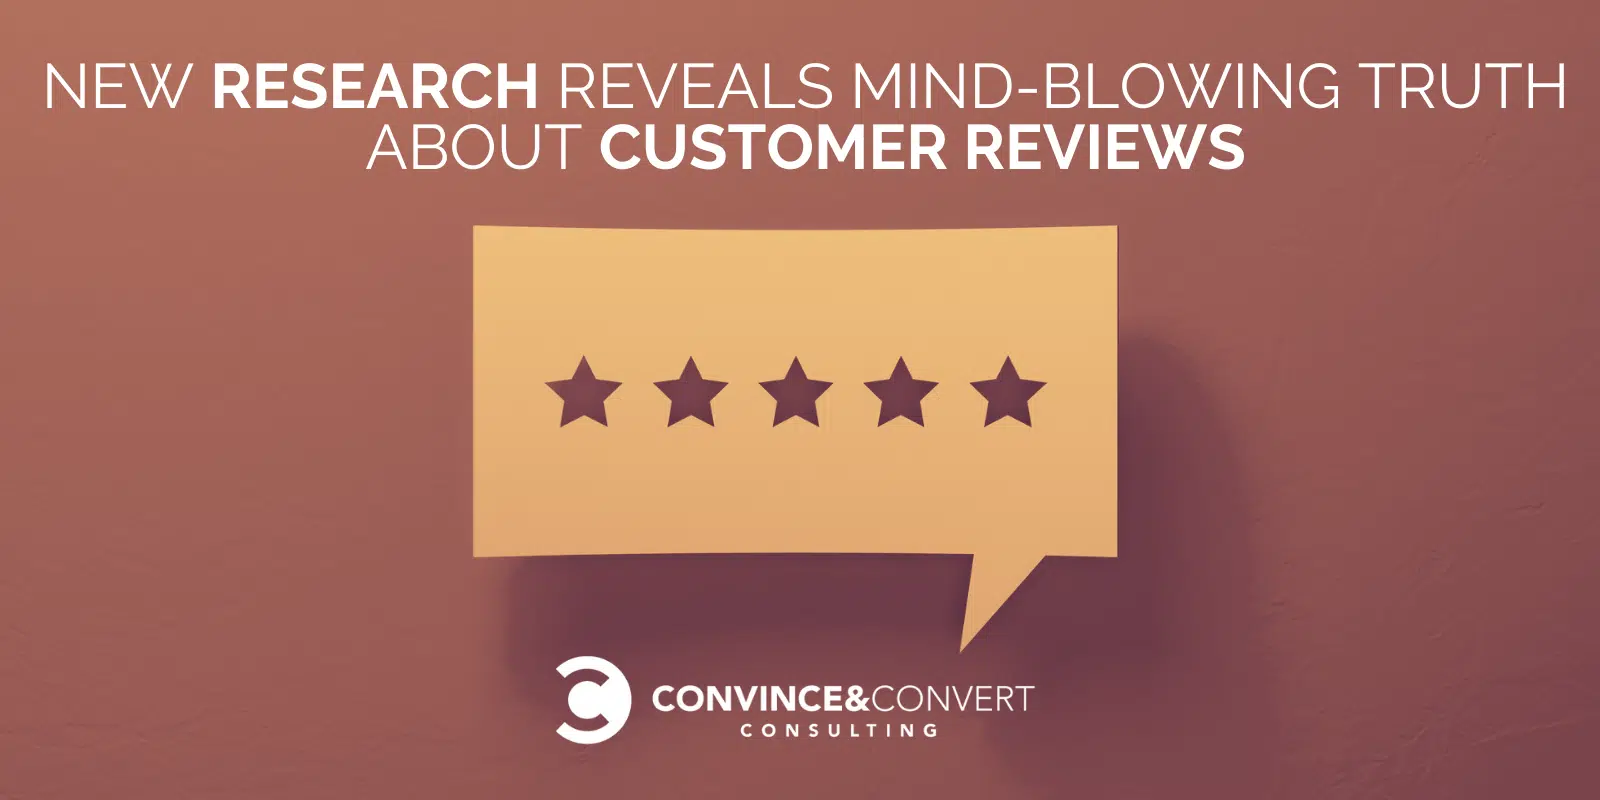 NEW RESEARCH REVEALS MIND-BLOWING TRUTH
ABOUT CUSTOMER REVIEWS
CONVINCE&CONVERT
CONSULTING